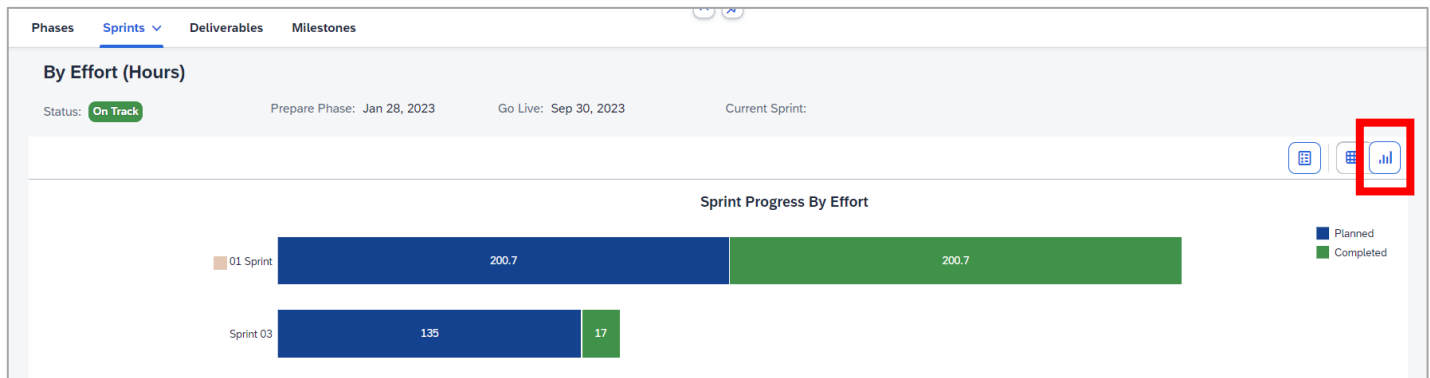 Phases Sprints Deliverables Milestones
By Effort (Hours)
Status: On Track Prepare Phase: Jan 28, 2023 Go Live: Sep 30, 2023 Current Sprint:
Sprint Progress By Effort
Planned
Completed
01 Sprint 200.7 200.7
Sprint 03 135 17